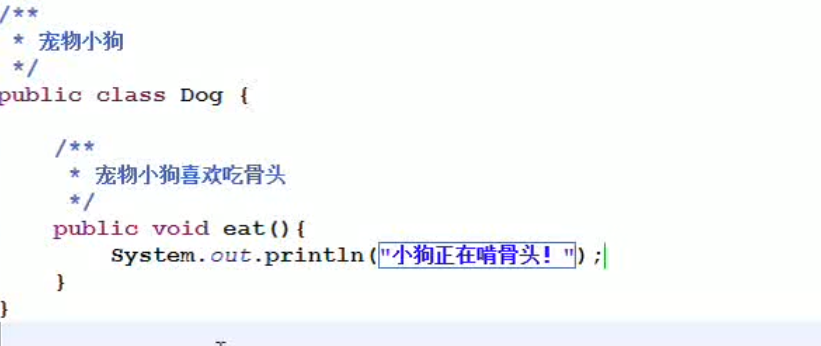 /**
 * 宠物小狗
 */
public class Dog {
    /**
     * 宠物小狗喜欢吃骨头
     */
    public void eat(){
        System.out.println("小狗正在啃骨头！");
    }
}